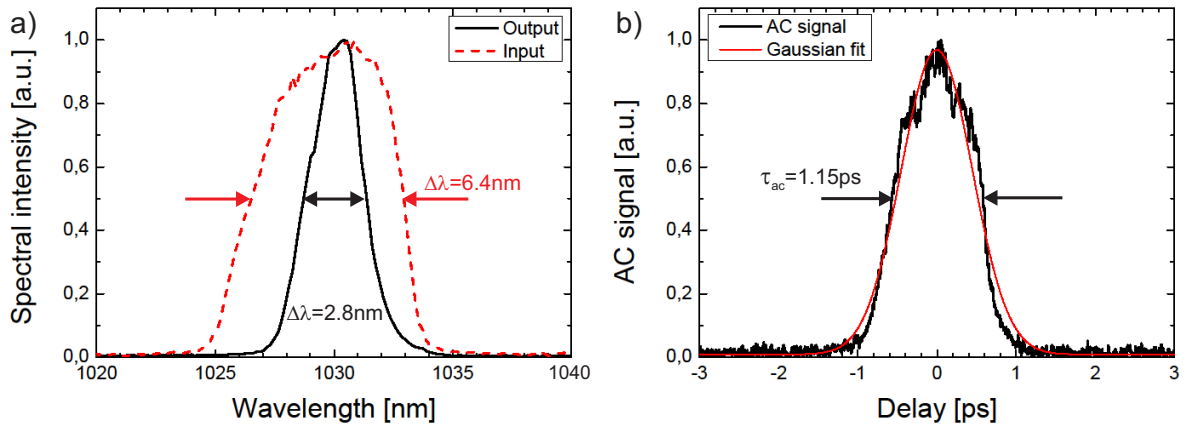 a)
Spectral intensity [a.u.]
1,0
0,8
0,6
0,4
0,2
0,0
Output
Input
Δλ=6.4nm
Δλ=2.8nm
1020
1025
1030
1035
1040
Wavelength [nm]
b)
AC signal [a.u.]
1,0
0,8
0,6
0,4
0,2
0,0
AC signal
Gaussian fit
τac=1.15ps
-3
-2
-1
0
1
2
3
Delay [ps]